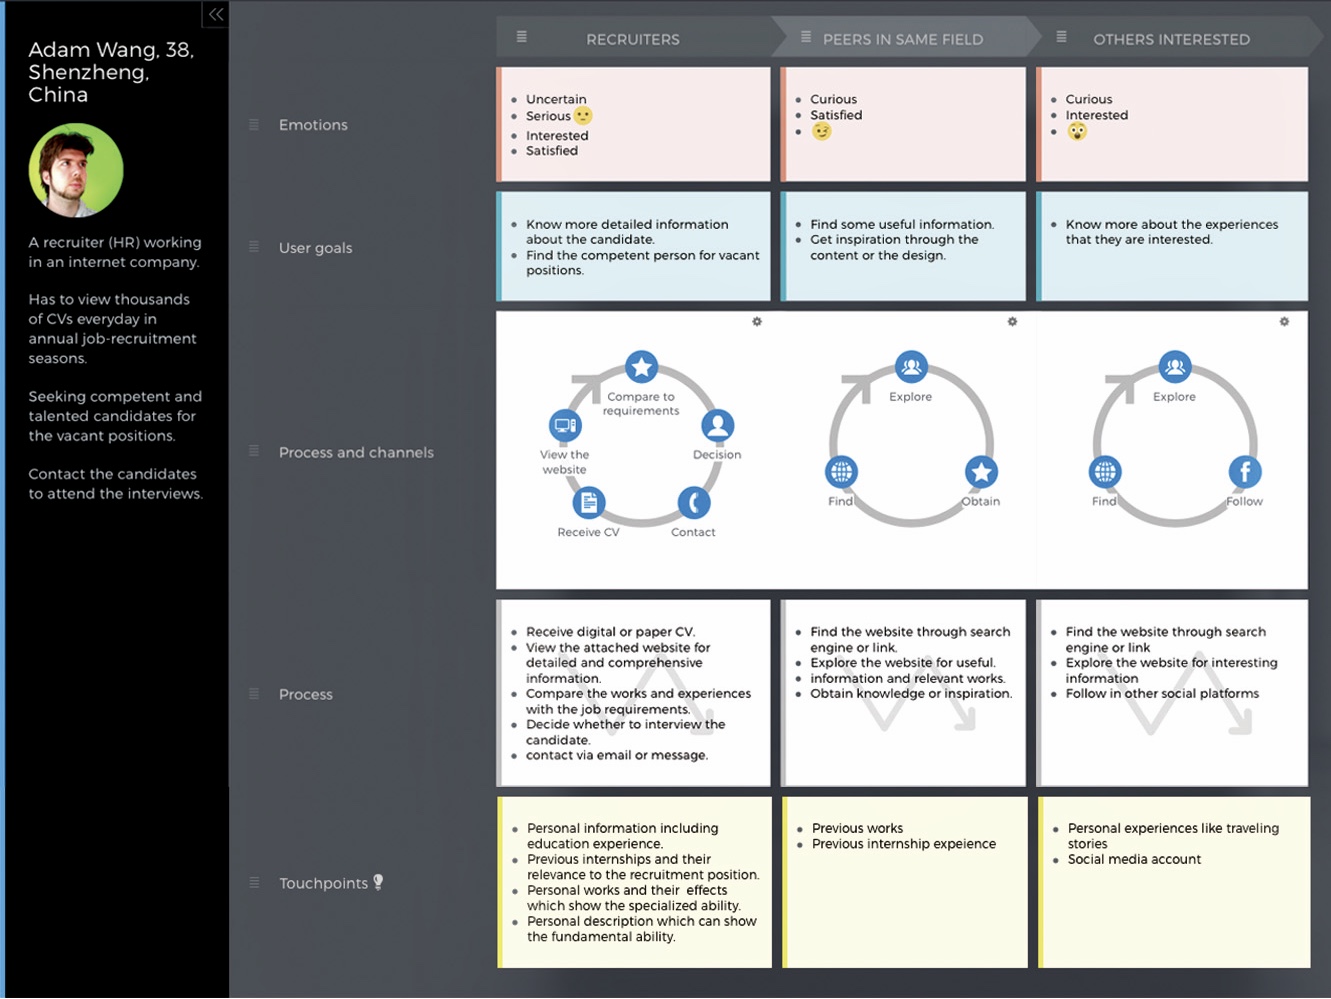 Adam Wang, 38,
Shenzheng,
China
A recruiter (HR) working
in an internet company.
Has to view thousands
of CVs everyday in
annual job-recruitment
seasons.
Seeking competent and
talented candidates for
the vacant positions.
Contact the candidates
to attend the interviews.
RECRUITERS
PEERS IN SAME FIELD
OTHERS INTERESTED
Emotions
Uncertain
Serious
Interested
Satisfied
Curious
Satisfied
Curious
Interested
User goals
Know more detailed information
about the candidate.
Find the competent person for vacant
positions.
Find some useful information.
Get inspiration through the
content or the design.
Know more about the experiences
that they are interested.
Process and channels
Compare to
requirements
View the
website
Decision
Receive CV
Contact
Explore
Find
Obtain
Explore
Find
Follow
Process
Receive digital or paper CV.
View the attached website for
detailed and comprehensive
information.
Compare the works and experiences
with the job requirements.
Decide whether to interview the
candidate.
contact via email or message.
Find the website through search
engine or link.
Explore the website for useful.
information and relevant works.
Obtain knowledge or inspiration.
Find the website through search
engine or link
Explore the website for interesting
information
Follow in other social platforms
Touchpoints
Personal information including
education experience.
Previous internships and their
relevance to the recruitment position.
Personal works and their effects
which show the specialized ability.
Personal description which can show
the fundamental ability.
Previous works
Previous internship expeience
Personal experiences like traveling
stories
Social media account